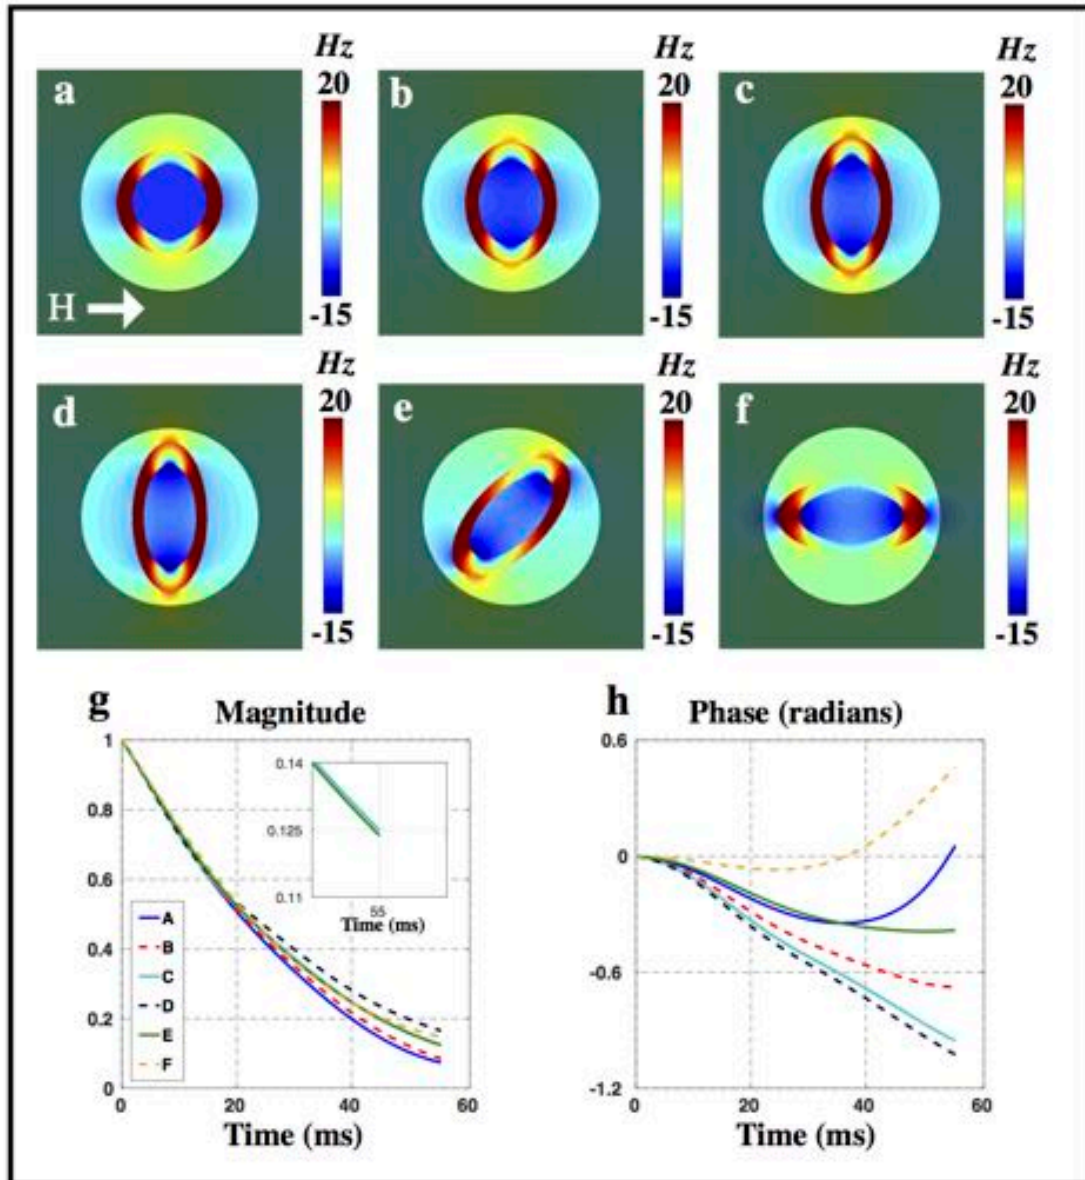 Hz Hz Hz
a 20 b 20 c 20
H -15 -15 -15
Hz Hz Hz
d 20 e 20 f 20
-15 -15 -15
g Magnitude
1
0.8
0.6
0.4
0.2
0
0 20 40 60
Time (ms)
0.14
0.125
0.11
55
Time (ms)
A
B
C
D
E
F
h Phase (radians)
0.6
0
-0.6
-1.2
0 20 40 60
Time (ms)